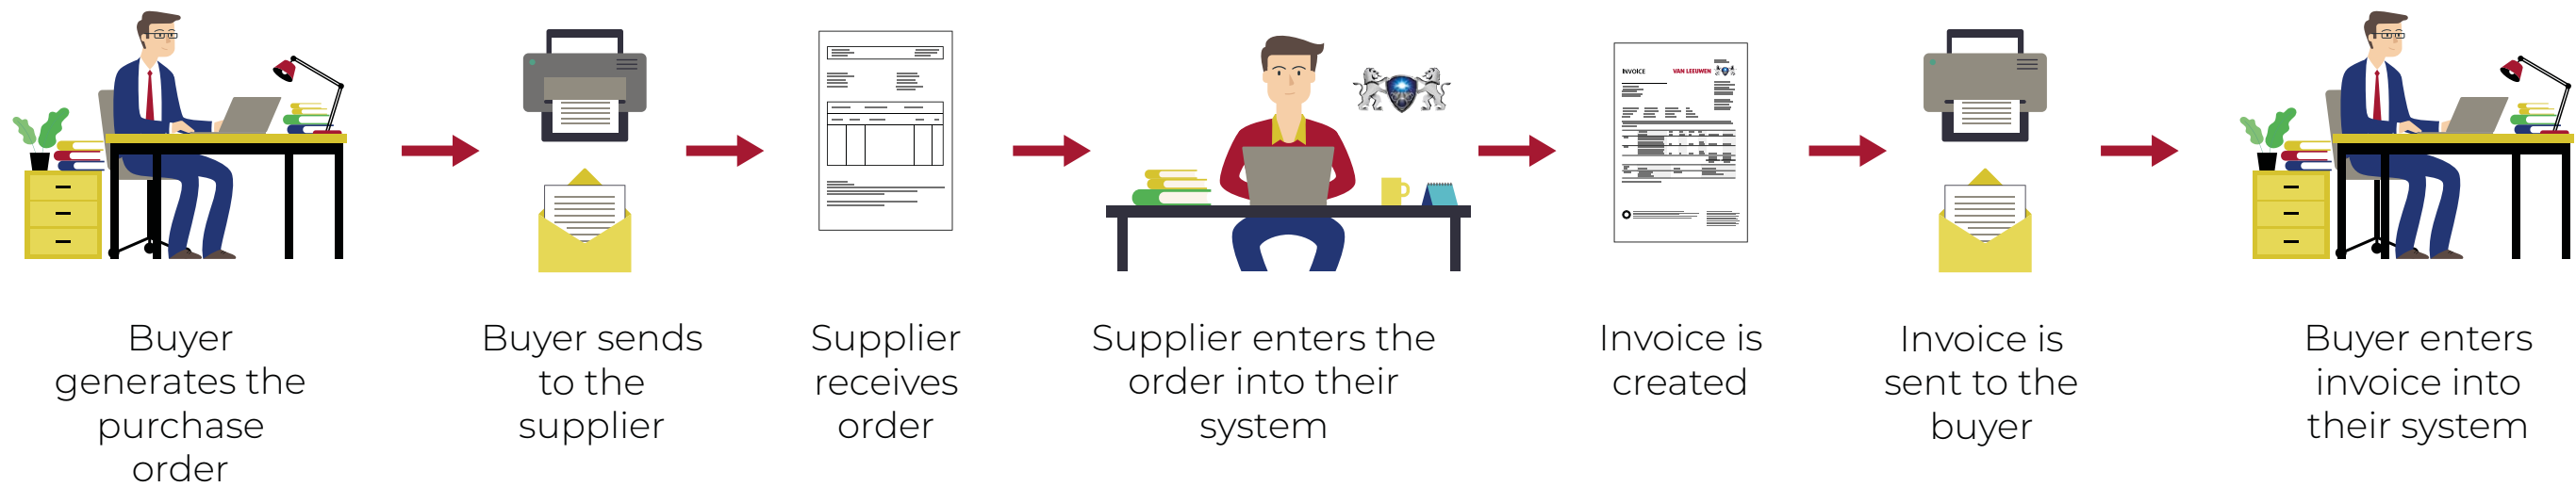 INVOICE
VAN LEEUWEN
Buyer
generates the
purchase
order
Buyer sends
to the
supplier
Supplier
receives
order
Supplier enters the
order into their
system
Invoice is
created
Invoice is
sent to the
buyer
Buyer enters
invoice into
their system